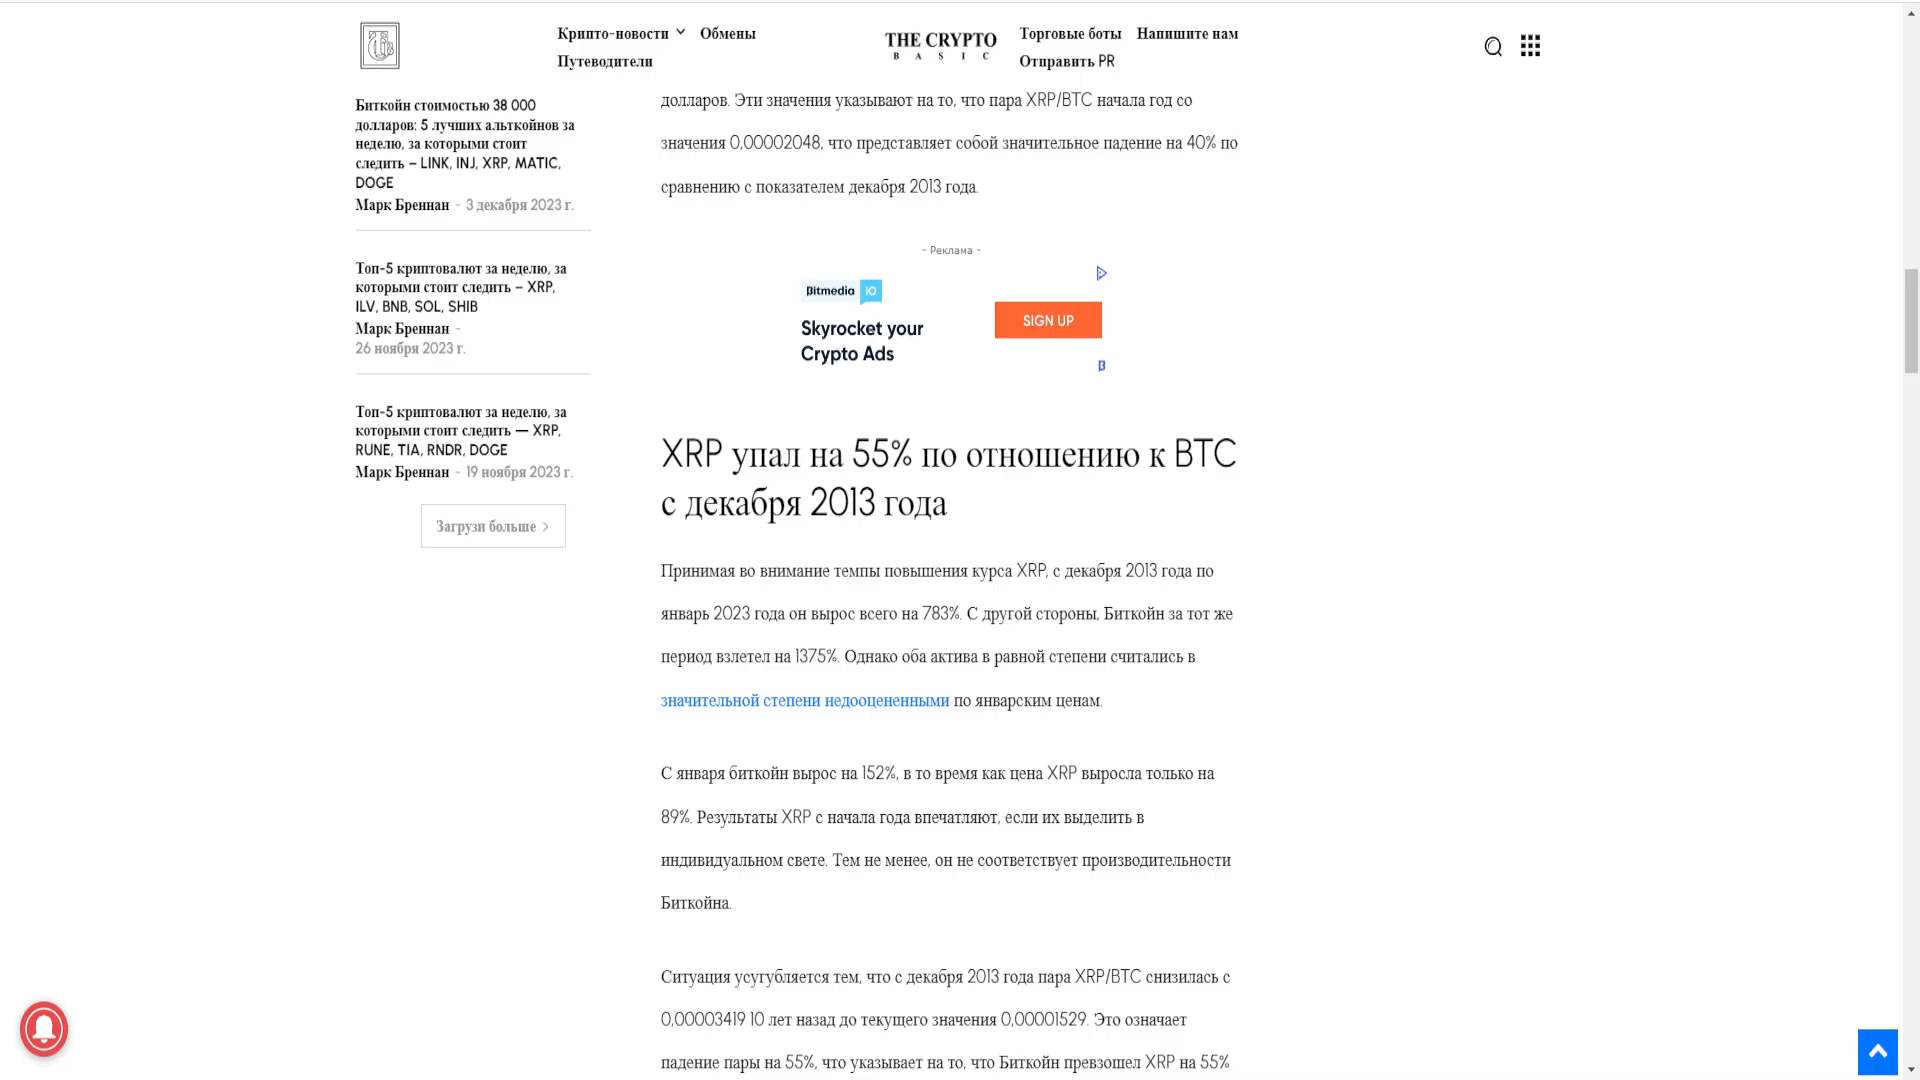 Крипто-новости
Обмены
Путеводители
THE CRYPTO
BASIC
Торговые боты
Напишите нам
Отправить PR
Биткойн стоимостью 38 000
долларов: 5 лучших альткойнов за
неделю, за которыми стоит
следить – LINK, INJ, XRP, MATIC,
DOGE
Марк Бреннан - 3 декабря 2023 г.
Топ-5 криптовалют за неделю, за
которыми стоит следить – XRP,
ILV, BNB, SOL, SHIB
Марк Бреннан -
26 ноября 2023 г.
Топ-5 криптовалют за неделю, за
которыми стоит следить — XRP,
RUNE, TIA, RNDR, DOGE
Марк Бреннан - 19 ноября 2023 г.
Загрузи больше
долларов. Эти значения указывают на то, что пара XRP/BTC начала год со
значения 0,00002048, что представляет собой значительное падение на 40% по
сравнению с показателем декабря 2013 года.
- Реклама -
Bitmedia IO
Skyrocket your
Crypto Ads
SIGN UP
XRP упал на 55% по отношению к BTC
с декабря 2013 года
Принимая во внимание темпы повышения курса XRP, с декабря 2013 года по
январь 2023 года он вырос всего на 783%. С другой стороны, Биткойн за тот же
период взлетел на 1375%. Однако оба актива в равной степени считались в
значительной степени недооцененными по январским ценам.
С января биткойн вырос на 152%, в то время как цена XRP выросла только на
89%. Результаты XRP с начала года впечатляют, если их выделить в
индивидуальном свете. Тем не менее, он не соответствует производительности
Биткойна.
Ситуация усугубляется тем, что с декабря 2013 года пара XRP/BTC снизилась с
0,00003419 10 лет назад до текущего значения 0,00001529. Это означает
падение пары на 55%, что указывает на то, что Биткойн превзошел XRP на 55%